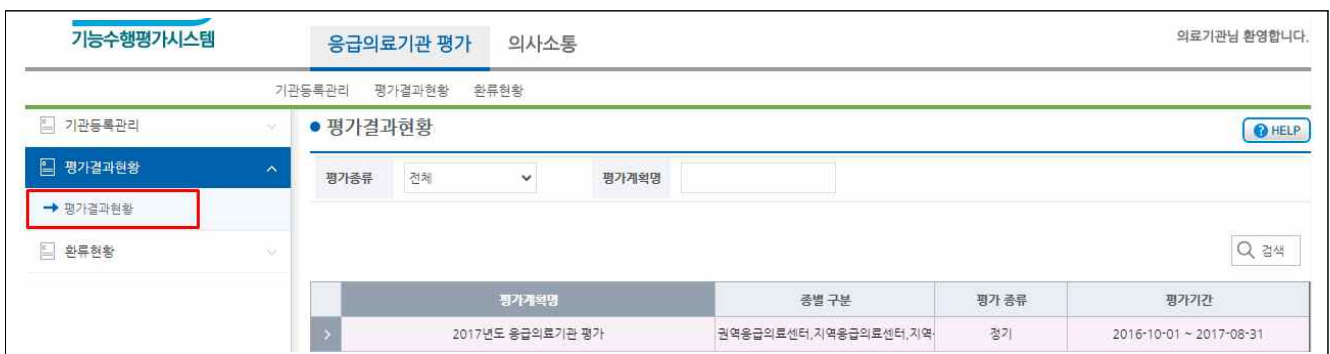 기능수행평가시스템
응급의료기관 평가 의사소통
의료기관님 환영합니다.
기관등록관리 평가결과현황 환류현황
기관등록관리
평가결과현황
평가결과현황
환류현황
평가결과현황
HELP
평가종류 전체 평가계획명
검색
평가계획명 종별 구분 평가 종류 평가기간
2017년도 응급의료기관 평가 권역응급의료센터,지역응급의료센터,지역 정기 2016-10-01 ~ 2017-08-31